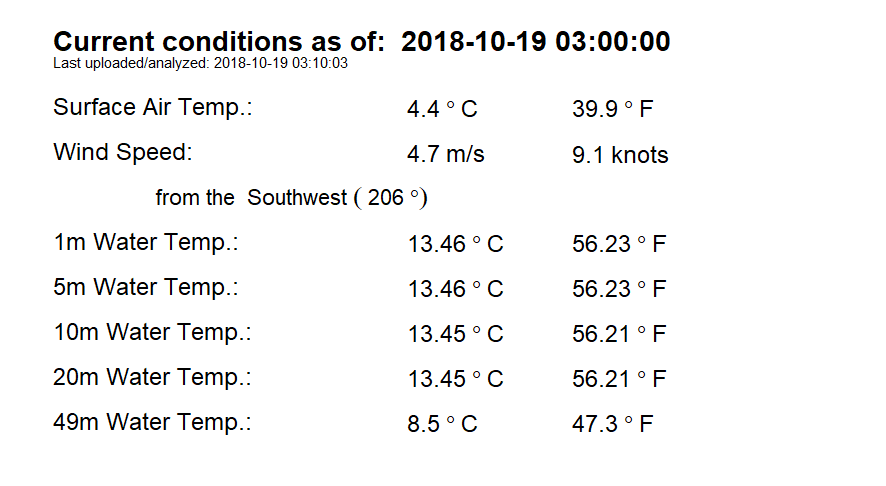 Current conditions as of: 2018-10-19 03:00:00
Last uploaded/analyzed: 2018-10-19 03:10:03
Surface Air Temp.: 4.4 ° C 39.9 ° F
Wind Speed: 4.7 m/s 9.1 knots
from the Southwest ( 206 °)
1m Water Temp.: 13.46 ° C 56.23 ° F
5m Water Temp.: 13.46 ° C 56.23 ° F
10m Water Temp.: 13.45 ° C 56.21 ° F
20m Water Temp.: 13.45 ° C 56.21 ° F
49m Water Temp.: 8.5 ° C 47.3 ° F